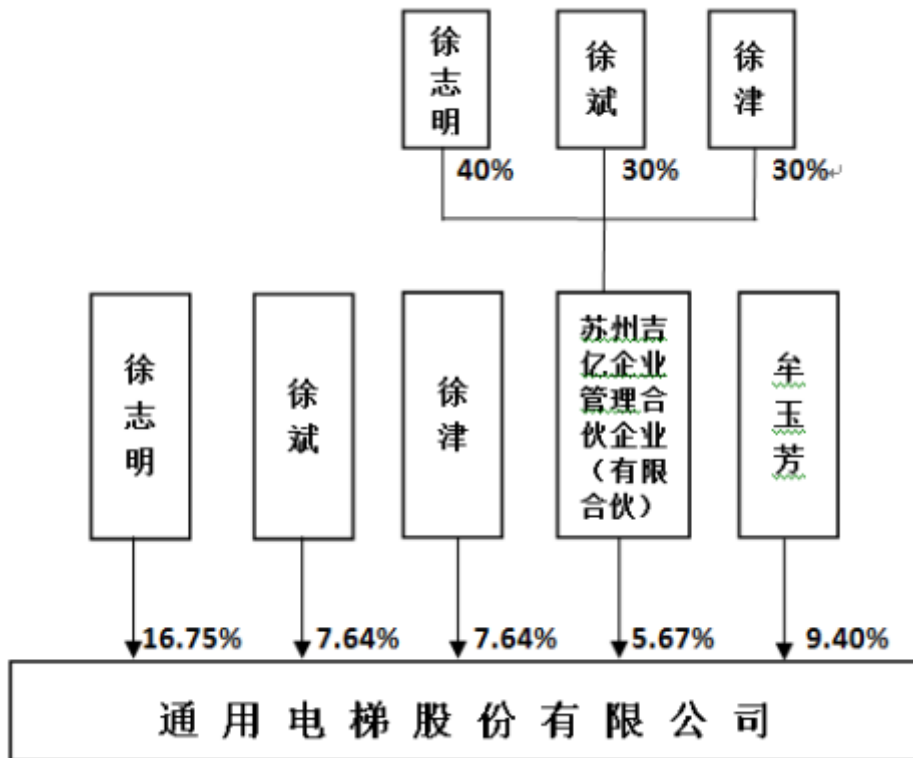 徐志明
徐斌
徐津
40%
30%
30%↵
徐志明
徐斌
徐津
苏州吉
亿企业
管理合
伙企业
（有限
合伙）
牟玉芳
16.75%
7.64%
7.64%
5.67%
9.40%
通用电梯股份有限公司